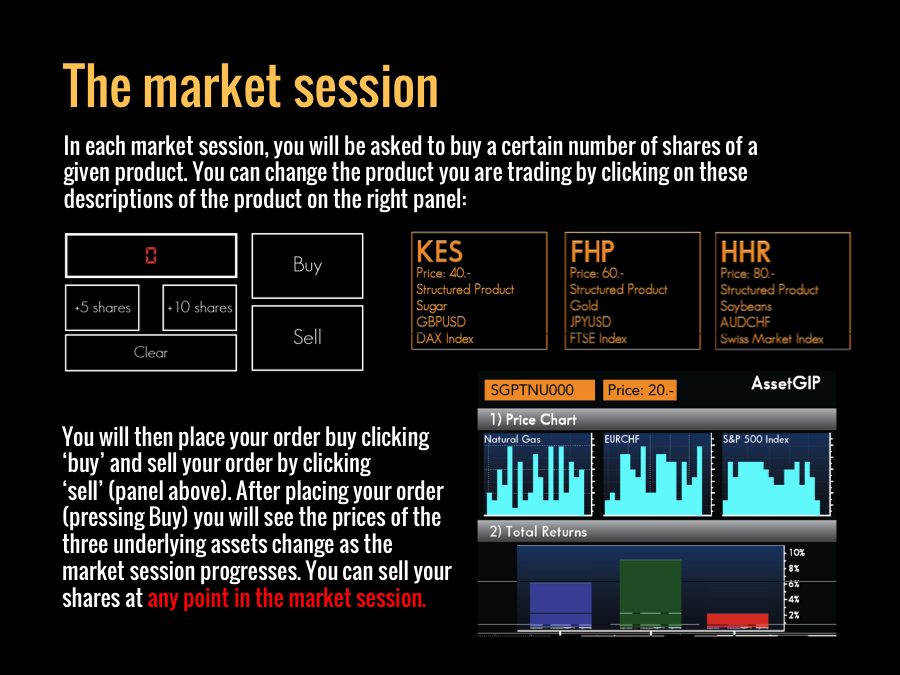 The market session
In each market session, you will be asked to buy a certain number of shares of a
given product. You can change the product you are trading by clicking on these
descriptions of the product on the right panel:
0
Buy
+5 shares
+10 shares
Sell
Clear
KES
Price: 40.-
Structured Product
Sugar
GBPUSD
DAX Index
FHP
Price: 60.-
Structured Product
Gold
JPYUSD
FTSE Index
HHR
Price: 80.-
Structured Product
Soybeans
AUDCHF
Swiss Market Index
You will then place your order buy clicking
‘buy’ and sell your order by clicking
‘sell’ (panel above). After placing your order
(pressing Buy) you will see the prices of the
three underlying assets change as the
market session progresses. You can sell your
shares at any point in the market session.
SGPTNU000
Price: 20.-
AssetGIP
1) Price Chart
Natural Gas
EURCHF
S&P 500 Index
2) Total Returns
10%
8%
6%
4%
2%